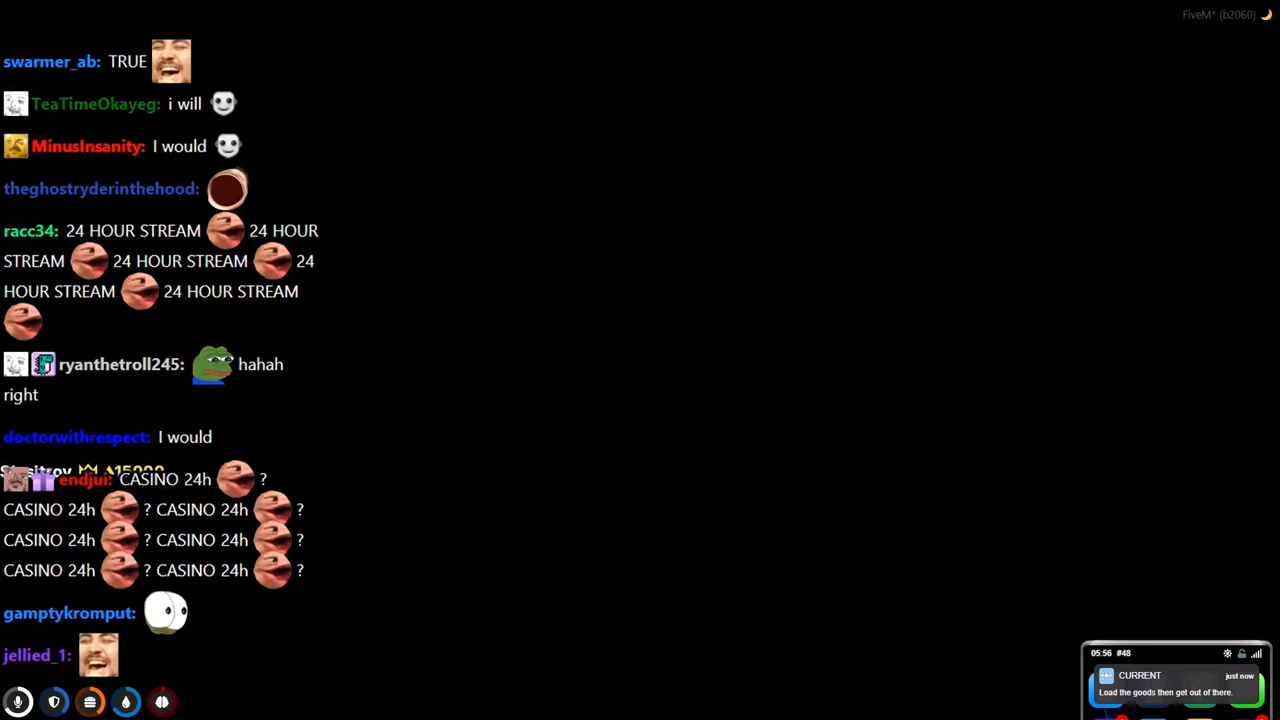 FiveM* (b2060)
swarmer_ab: TRUE
TeaTimeOkayeg: i will
MinusInsanity: I would
theghostryderinthehood:
racc34: 24 HOUR STREAM 24 HOUR
STREAM 24 HOUR STREAM 24
HOUR STREAM 24 HOUR STREAM
ryanthetroll245: hahah
right
doctorwithrespect: I would
15000
endjui: CASINO 24h ?
CASINO 24h ? CASINO 24h ?
CASINO 24h ? CASINO 24h ?
CASINO 24h ? CASINO 24h ?
gamptykromput:
jellied_1:
05:56 #48
CURRENT just now
Load the goods then get out of there.